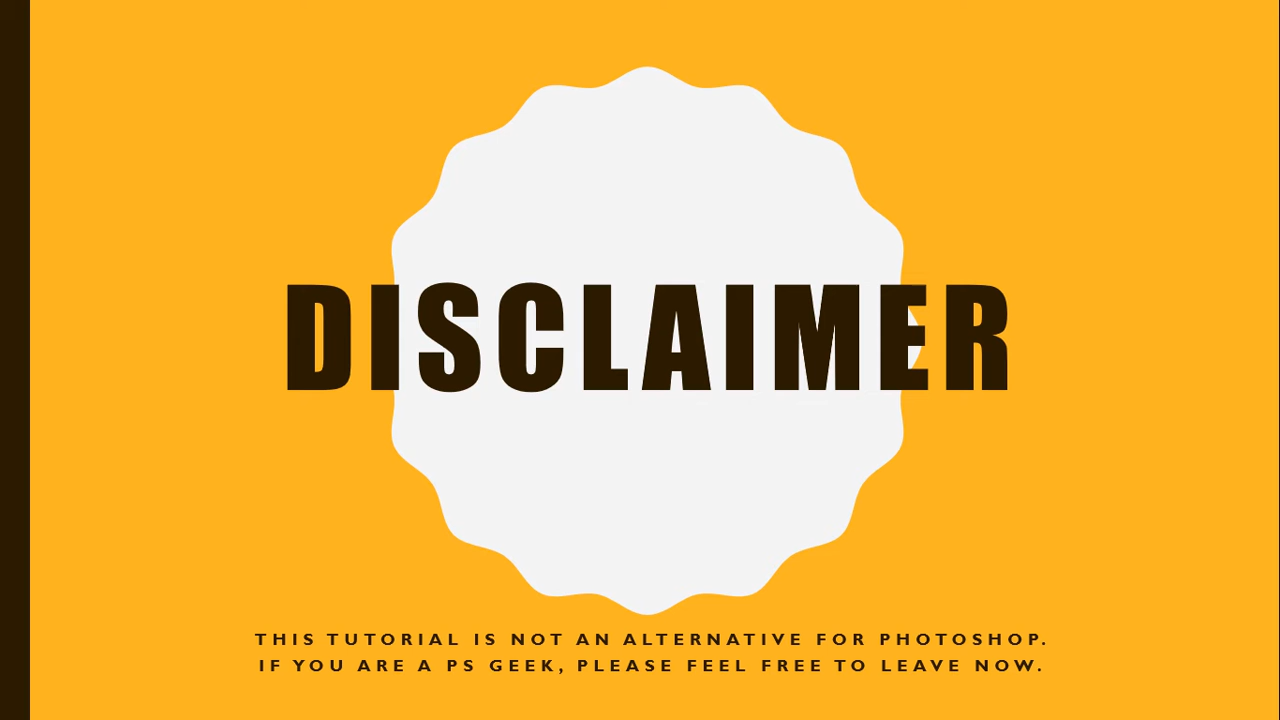 DISCLAIMER
THIS TUTORIAL IS NOT AN ALTERNATIVE FOR PHOTOSHOP.
IF YOU ARE A PS GEEK, PLEASE FEEL FREE TO LEAVE NOW.